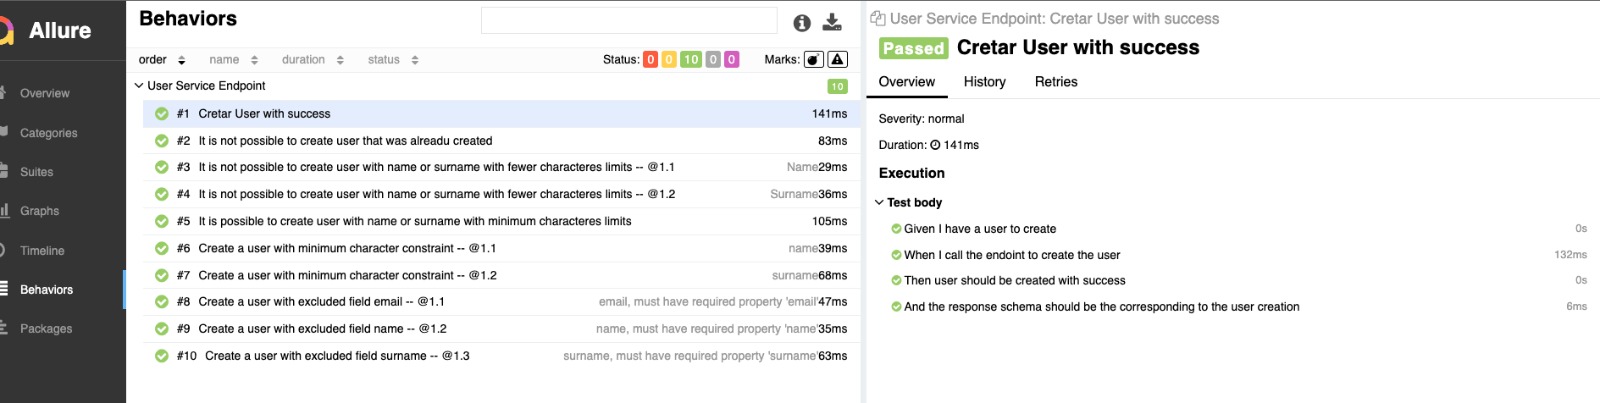 Allure
Overview
Categories
Suites
Graphs
Timeline
Behaviors
Packages
Behaviors
order name duration status Status: 0 0 10 0 0 Marks:
User Service Endpoint 10
#1 Cretar User with success 141ms
#2 It is not possible to create user that was alreadu created 83ms
#3 It is not possible to create user with name or surname with fewer characteres limits -- @1.1 Name29ms
#4 It is not possible to create user with name or surname with fewer characteres limits -- @1.2 Surname36ms
#5 It is possible to create user with name or surname with minimum characteres limits 105ms
#6 Create a user with minimum character constraint -- @1.1 name39ms
#7 Create a user with minimum character constraint -- @1.2 surname68ms
#8 Create a user with excluded field email -- @1.1 email, must have required property 'email'47ms
#9 Create a user with excluded field name -- @1.2 name, must have required property 'name'35ms
#10 Create a user with excluded field surname -- @1.3 surname, must have required property 'surname'63ms
User Service Endpoint: Cretar User with success
Passed Cretar User with success
Overview History Retries
Severity: normal
Duration: 141ms
Execution
Test body
Given I have a user to create 0s
When I call the endoint to create the user 132ms
Then user should be created with success 0s
And the response schema should be the corresponding to the user creation 6ms